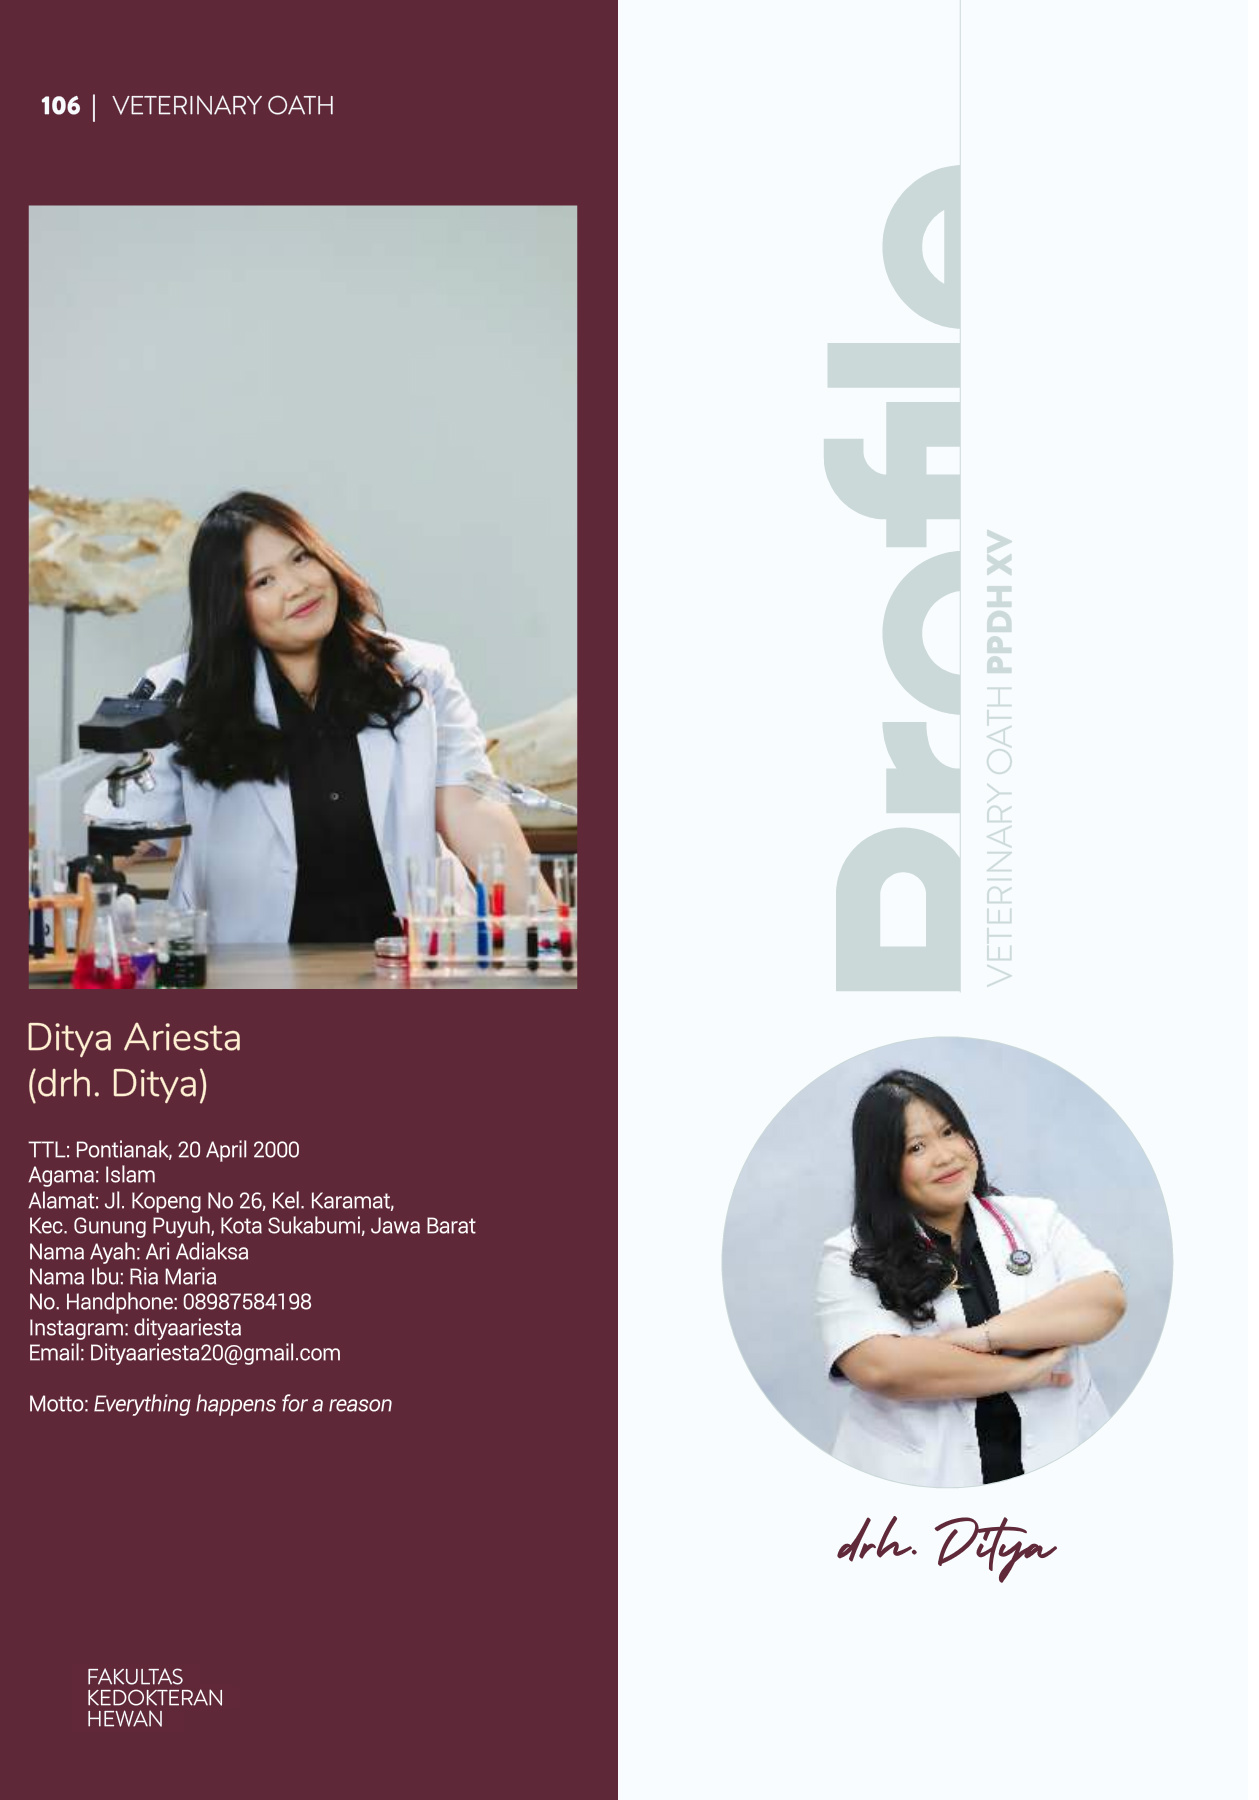 106 | VETERINARY OATH
Ditya Ariesta
(drh. Ditya)
TTL: Pontianak, 20 April 2000
Agama: Islam
Alamat: Jl. Kopeng No 26, Kel. Karamat,
Kec. Gunung Puyuh, Kota Sukabumi, Jawa Barat
Nama Ayah: Ari Adiaksa
Nama Ibu: Ria Maria
No. Handphone: 08987584198
Instagram: dityaariesta
Email: Dityaariesta20@gmail.com
Motto: Everything happens for a reason
FAKULTAS
KEDOKTERAN
HEWAN
Profile
VETERINARY OATH PPDH XV
drh. Ditya